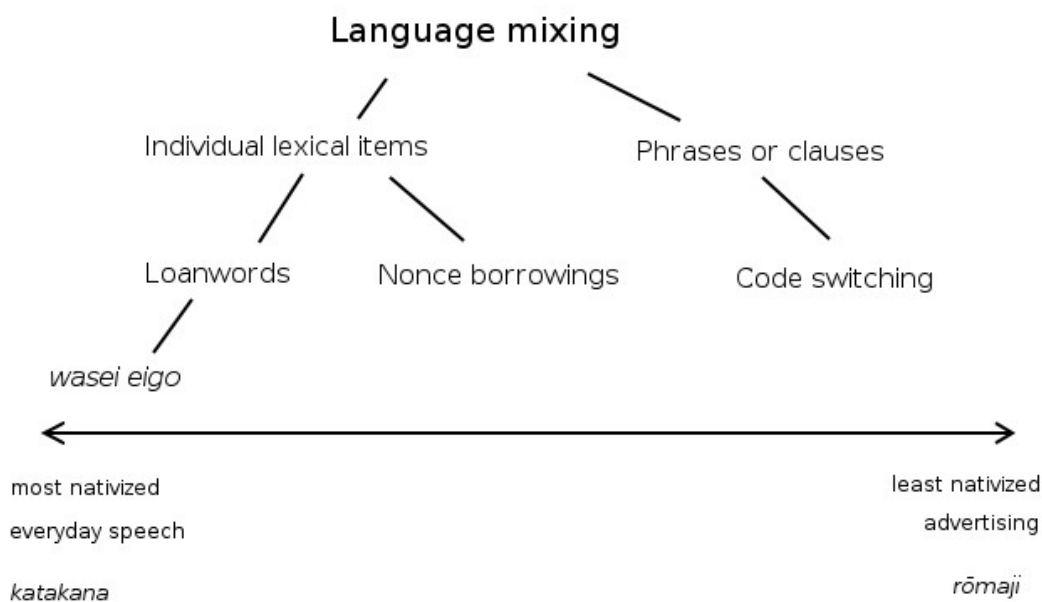 Language mixing
Individual lexical items
Phrases or clauses
Loanwords
Nonce borrowings
Code switching
wasei eigo
most nativized
least nativized
everyday speech
advertising
katakana
rōmaji